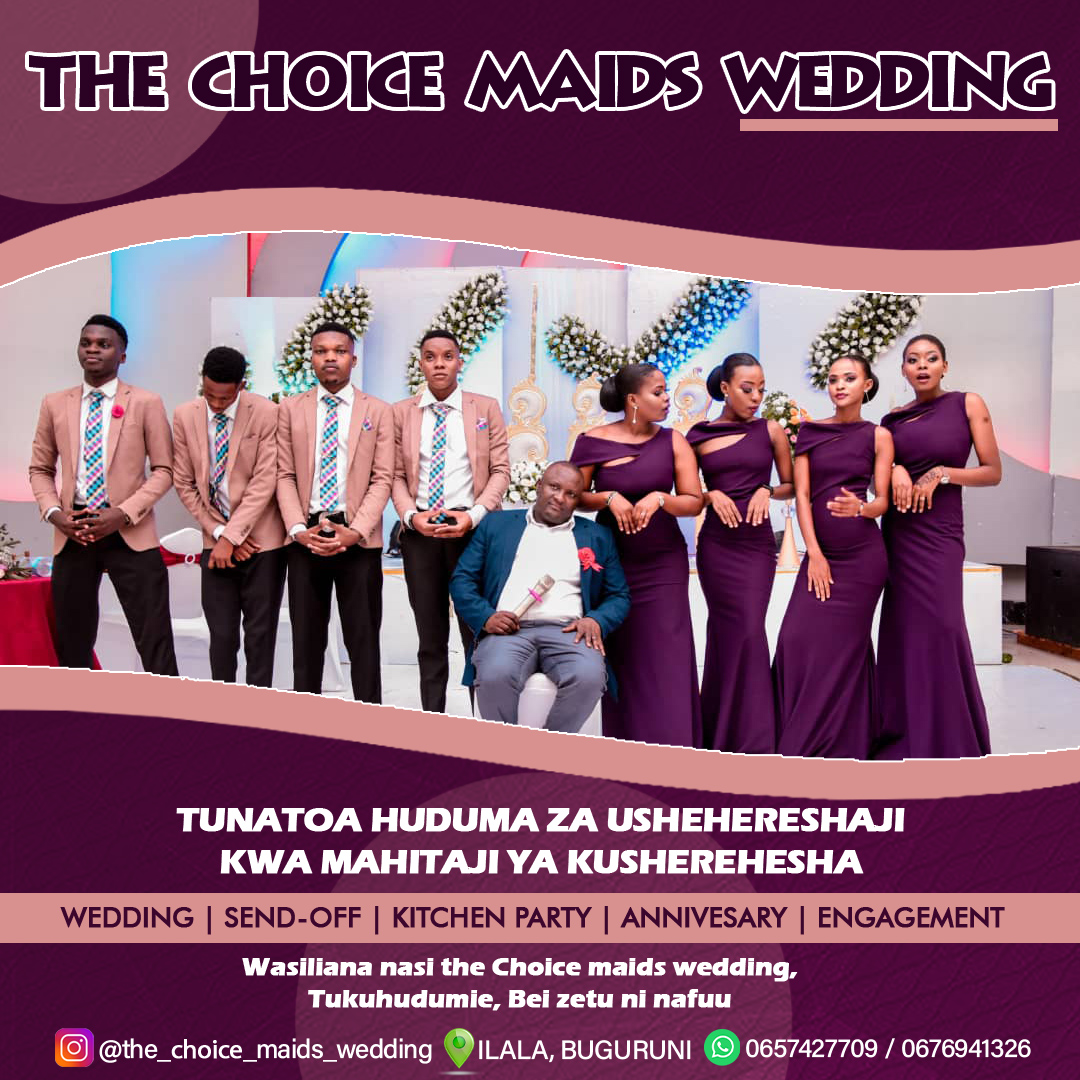 THE CHOICE MAIDS WEDDING
TUNATOA HUDUMA ZA USHEHERESHAJI
KWA MAHITAJI YA KUSHEREHESHA
WEDDING | SEND-OFF | KITCHEN PARTY | ANNIVESARY | ENGAGEMENT
Wasiliana nasi the Choice maids wedding,
Tukuhudumie, Bei zetu ni nafuu
@the_choice_maids_wedding ILALA, BUGURUNI 0657427709 / 0676941326